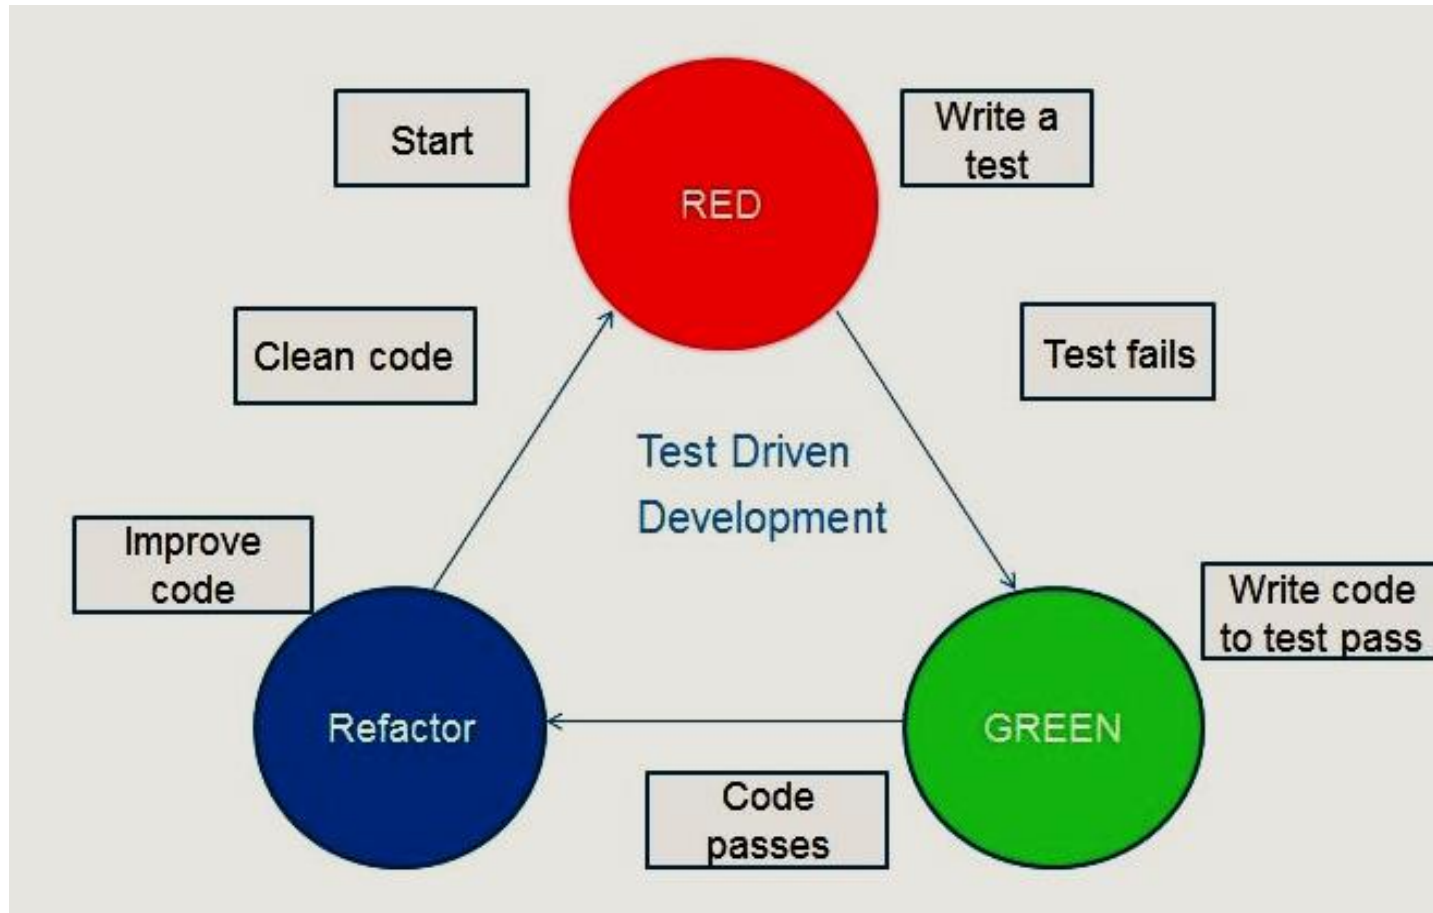 Start
RED
Write a
test
Clean code
Test fails
Test Driven
Development
Improve
code
Write code
to test pass
Refactor
GREEN
Code
passes